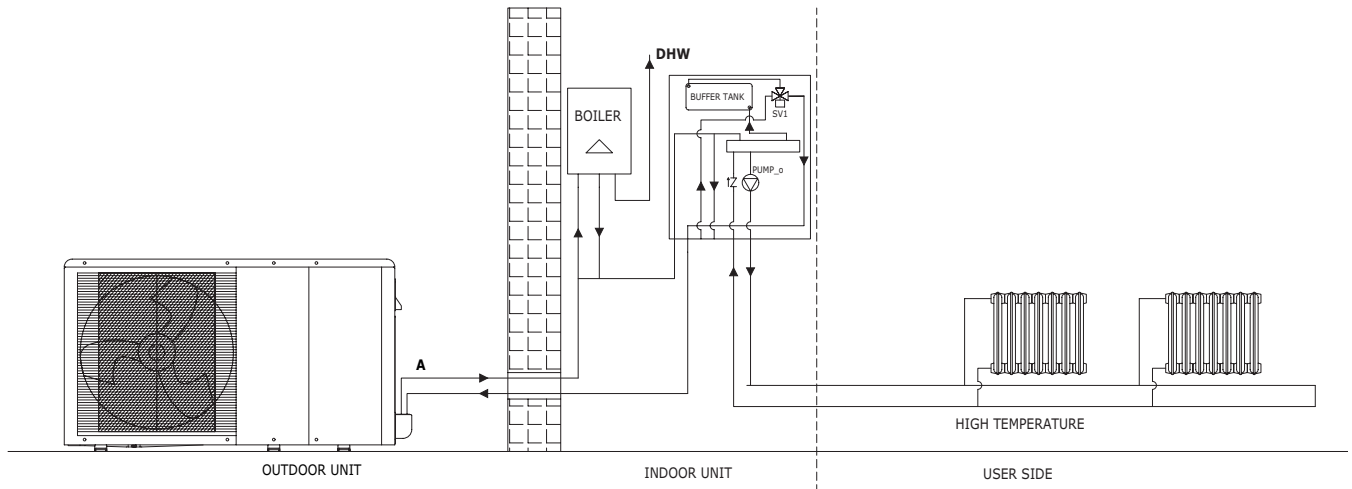 DHW
BUFFER TANK
SV1
BOILER
PUMP_o
A
HIGH TEMPERATURE
OUTDOOR UNIT
INDOOR UNIT
USER SIDE